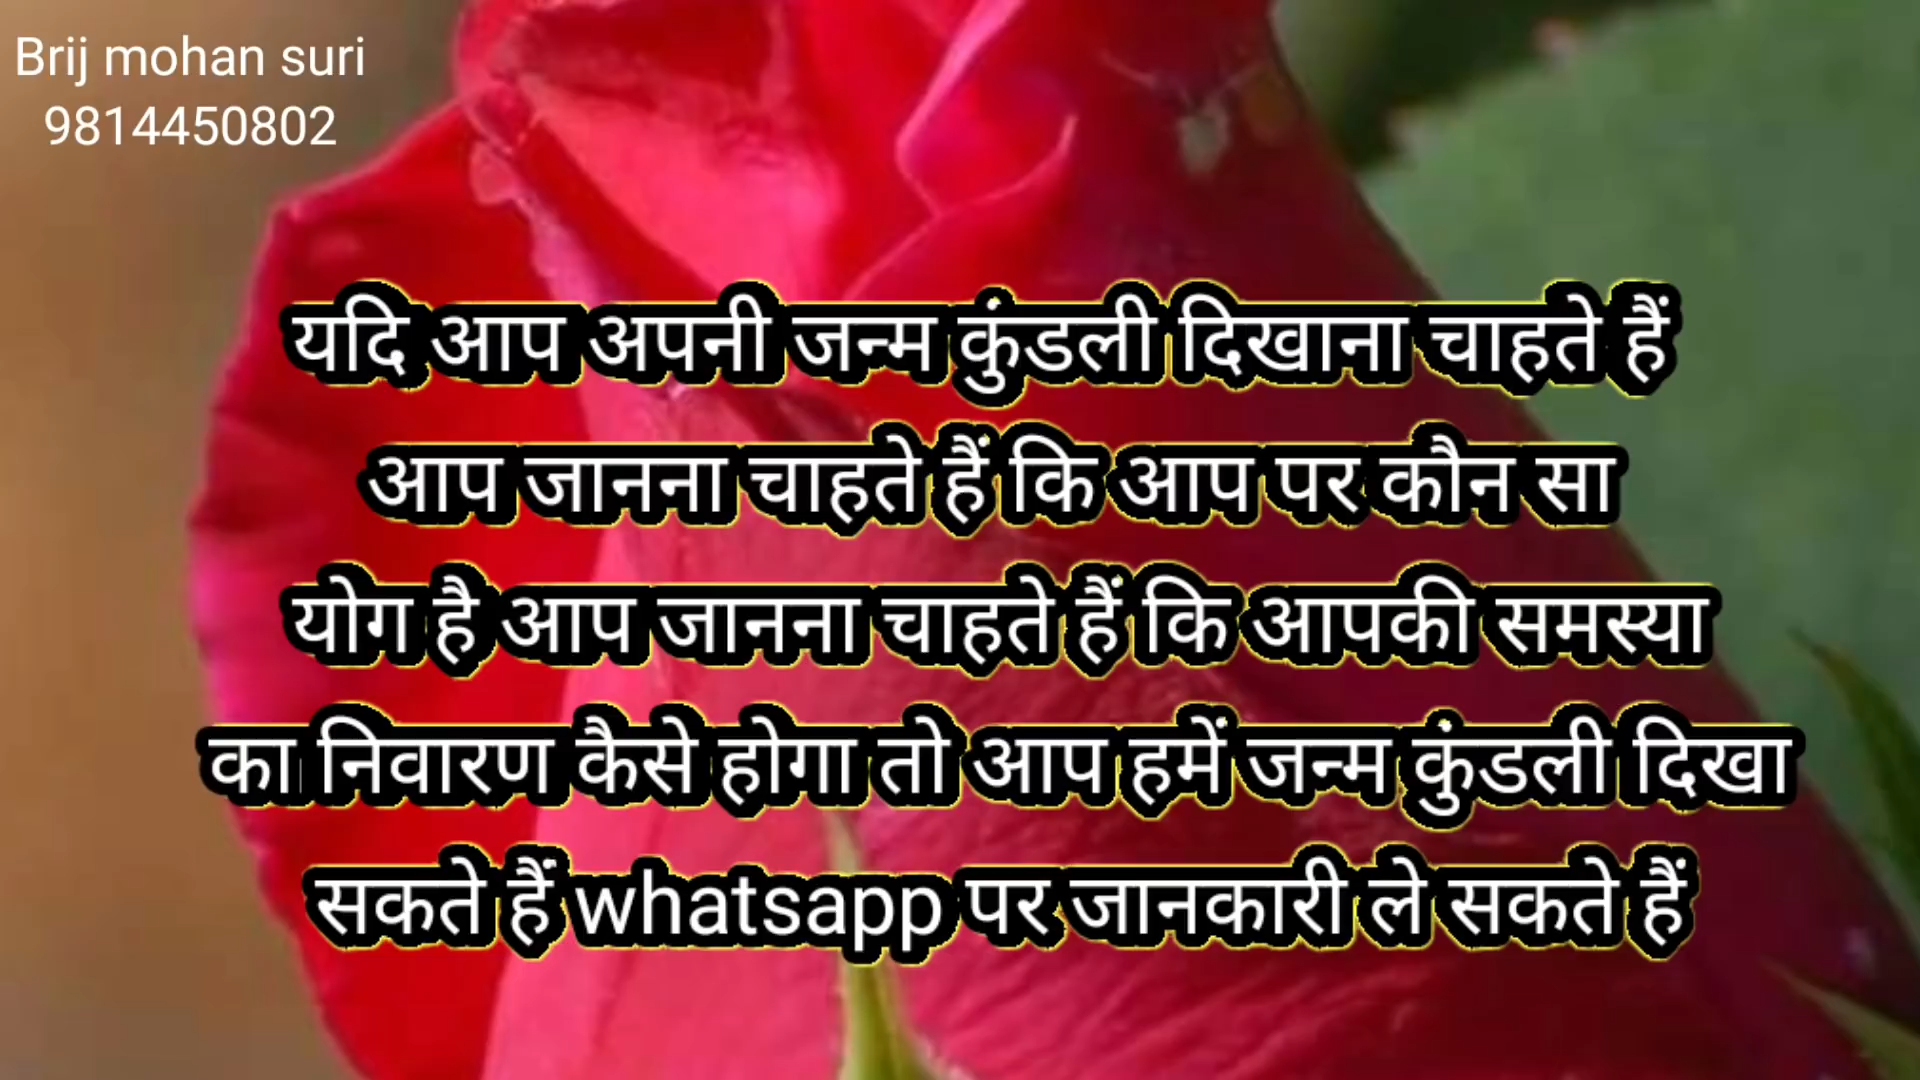 Brij mohan suri
9814450802
यदि आप अपनी जन्म कुंडली दिखाना चाहते हैं
आप जानना चाहते हैं कि आप पर कौन सा
योग है आप जानना चाहते हैं कि आपकी समस्या
का निवारण कैसे होगा तो आप हमें जन्म कुंडली दिखा
सकते हैं whatsapp पर जानकारी ले सकते हैं